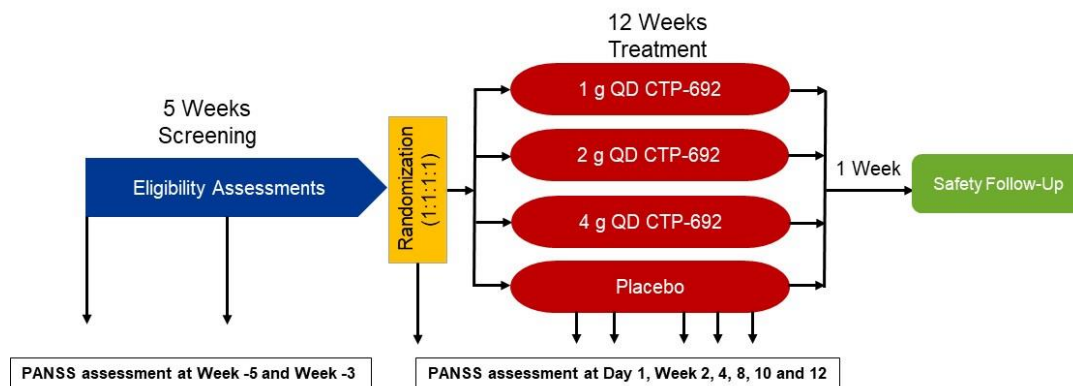 5 Weeks
Screening
Eligibility Assessments
Randomization
(1:1:1:1)
12 Weeks
Treatment
1 g QD CTP-692
2 g QD CTP-692
4 g QD CTP-692
Placebo
1 Week
Safety Follow-Up
PANSS assessment at Week -5 and Week -3
PANSS assessment at Day 1, Week 2, 4, 8, 10 and 12